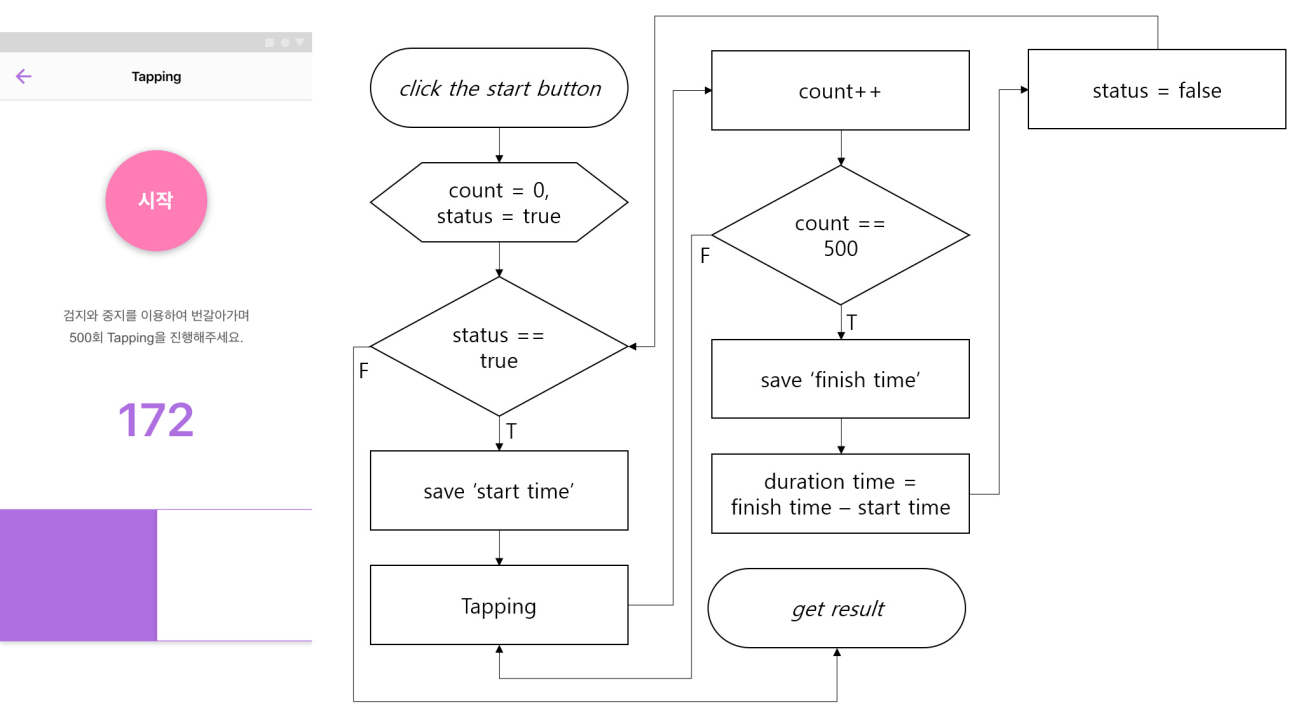 Tapping
시작
검지와 중지를 이용하여 번갈아가며
500회 Tapping을 진행해주세요.
172
click the start button
count = 0,
status = true
status ==
true
F
T
save ‘start time’
Tapping
count++
count ==
500
F
T
save ‘finish time’
duration time =
finish time – start time
status = false
get result